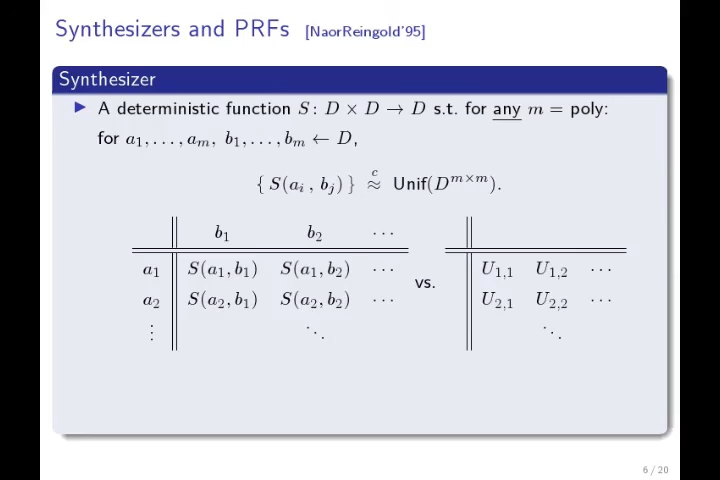 Synthesizers and PRFs [NaorReingold'95]
Synthesizer
▶ A deterministic function S: D × D → D s.t. for any m = poly:
for a₁, . . . , aₘ, b₁, . . . , bₘ ← D,
{ S(aᵢ , bⱼ) } ≈ᶜ Unif(Dᵐˣᵐ).
b₁ b₂ ⋯
a₁ S(a₁, b₁) S(a₁, b₂) ⋯
a₂ S(a₂, b₁) S(a₂, b₂) ⋯
⋮ ⋱
vs.
U₁,₁ U₁,₂ ⋯
U₂,₁ U₂,₂ ⋯
⋱
6 / 20